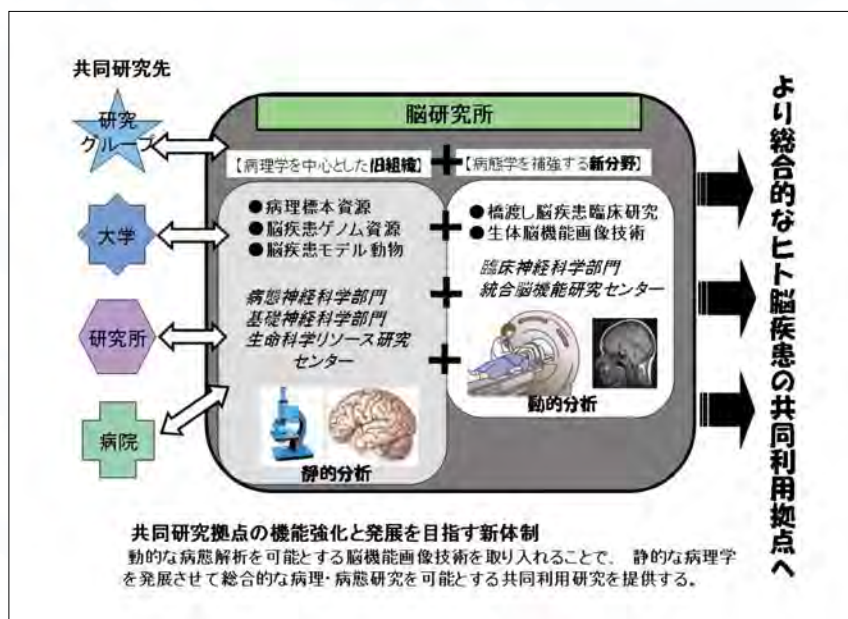 共同研究先
研究
グループ
大学
研究所
病院
脳研究所
【病理学を中心とした旧組織】
【病態学を補強する新分野】
●病理標本資源
●脳疾患ゲノム資源
●脳疾患モデル動物
病態神経科学部門
基礎神経科学部門
生命科学リソース研究
センター
静的分析
●橋渡し脳疾患臨床研究
●生体脳機能画像技術
臨床神経科学部門
統合脳機能研究センター
動的分析
より総合的なヒト脳疾患の共同利用拠点へ
共同研究拠点の機能強化と発展を目指す新体制
動的な病態解析を可能とする脳機能画像技術を取り入れることで、 静的な病理学
を発展させて総合的な病理・病態研究を可能とする共同利用研究を提供する。